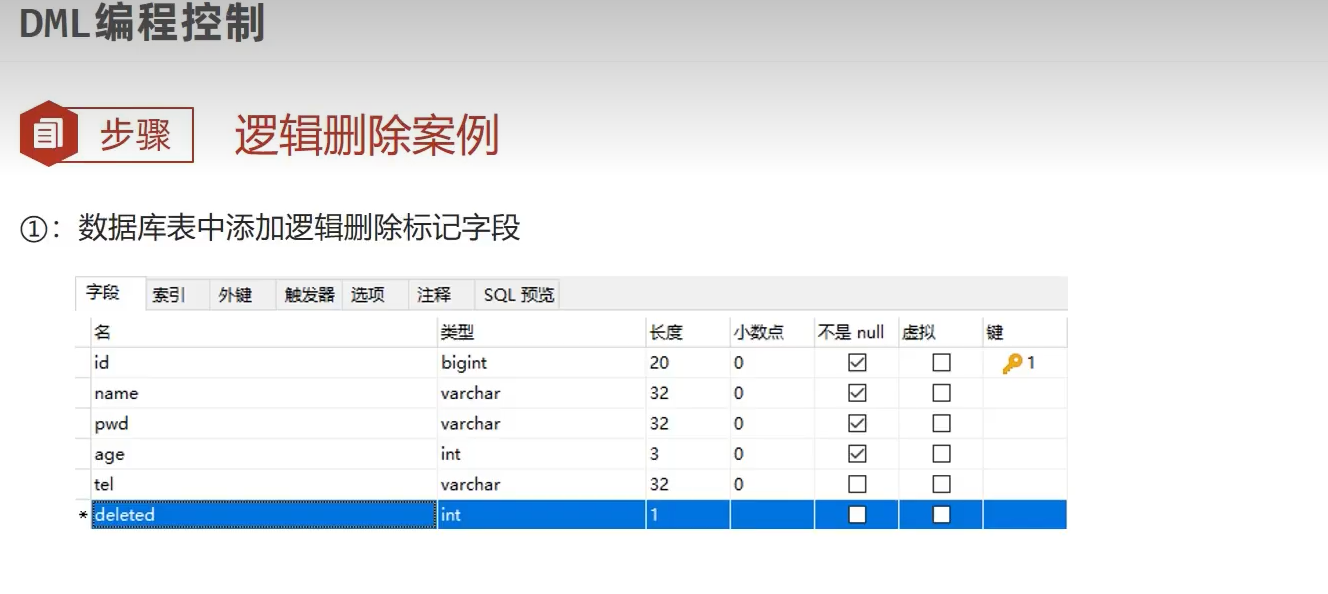 DML编程控制
步骤 逻辑删除案例
①：数据库表中添加逻辑删除标记字段
字段 索引 外键 触发器 选项 注释 SQL 预览
名 类型 长度 小数点 不是 null 虚拟 键
id bigint 20 0 1
name varchar 32 0
pwd varchar 32 0
age int 3 0
tel varchar 32 0
* deleted int 1